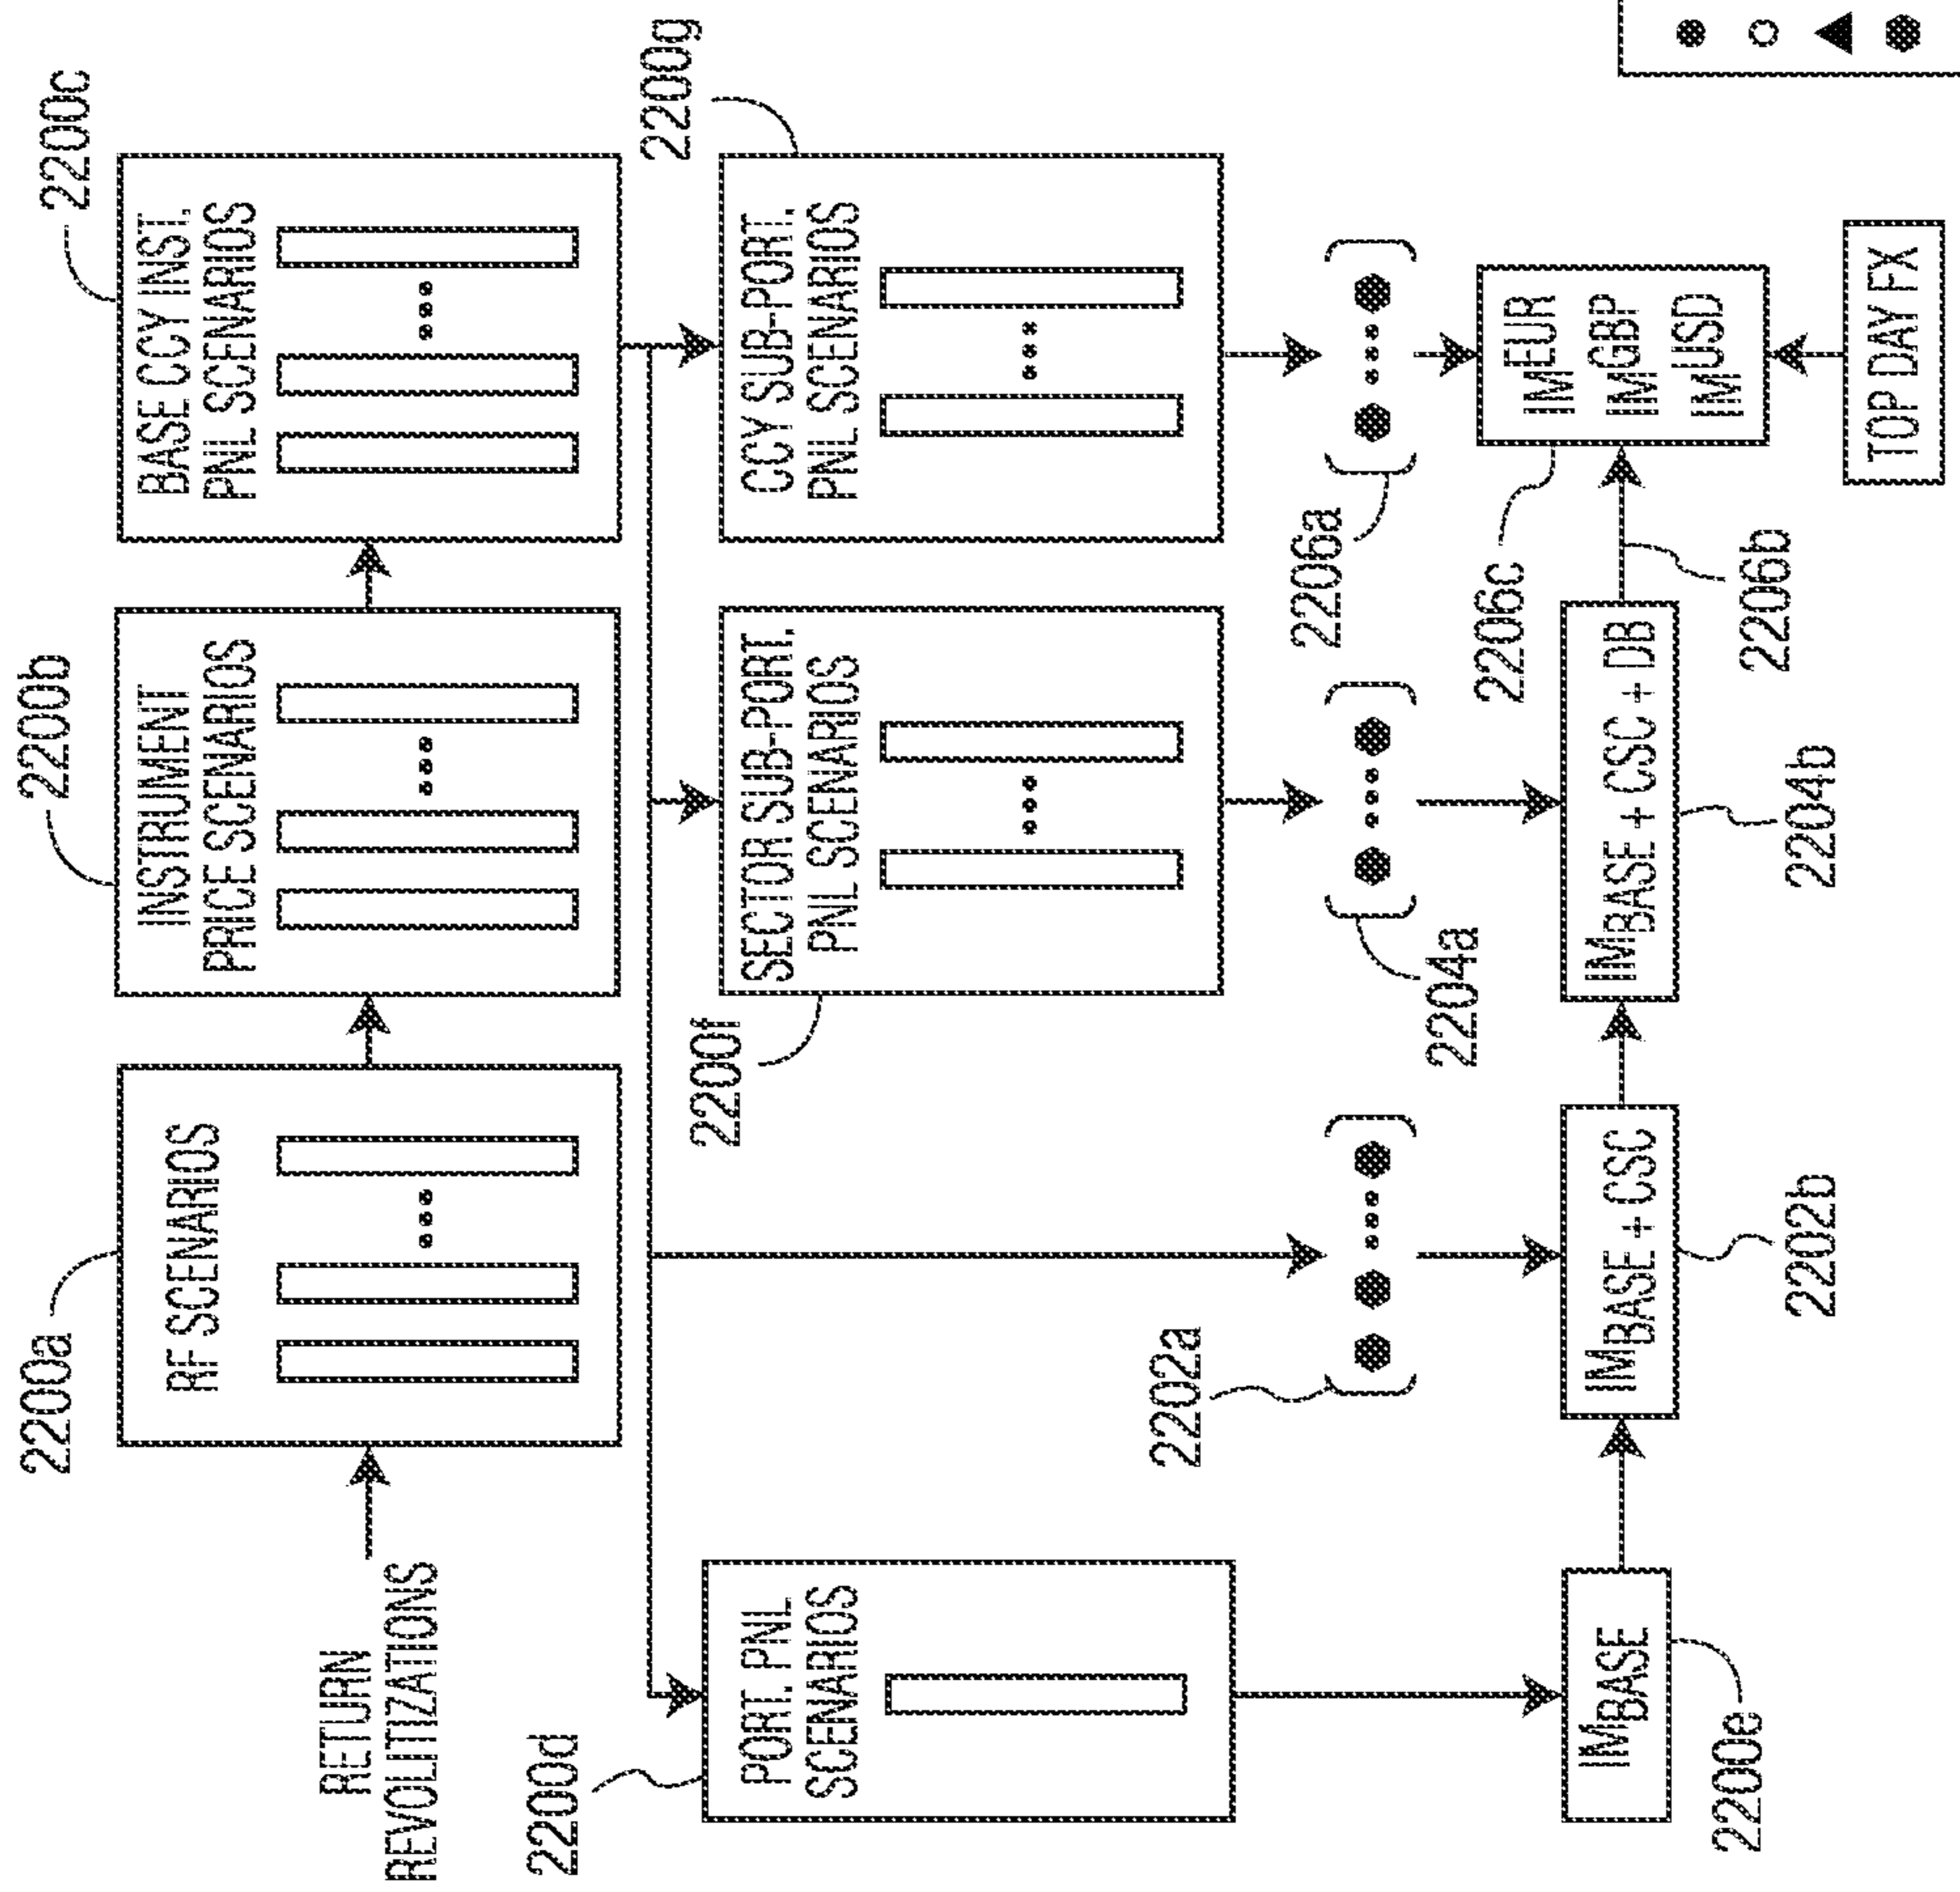 2200a
2200b
2200c
RETURN
REVOLITIZATIONS
RF SCENARIOS
INSTRUMENT
PRICE SCENARIOS
BASE CCY INST.
PNL SCENARIOS
2200d
2200f
2200g
PORT. PNL
SCENARIOS
SECTOR SUB-PORT.
PNL SCENARIOS
CCY SUB-PORT.
PNL SCENARIOS
2202a
2204a
2206a
2206c
IMBASE
IMBASE + CSC
IMBASE + CSC + DB
IMEUR
IMGBP
IMUSD
2200e
2202b
2204b
2206b
TOP DAY FX